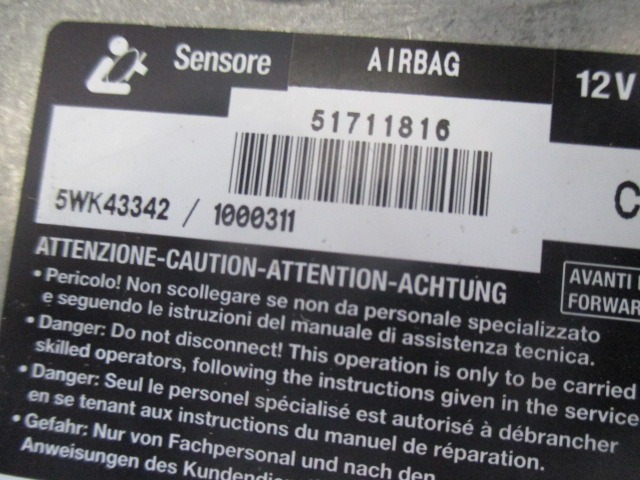 Sensore
AIRBAG
12V
51711816
5WK43342 / 1000311
C
ATTENZIONE-CAUTION-ATTENTION-ACHTUNG
AVANTI
FORWAR
• Pericolo! Non scollegare se non da personale specializzato
e seguendo le istruzioni del manuale di assistenza tecnica.
• Danger: Do not disconnect! This operation is only to be carried
skilled operators, following the instructions given in the service
• Danger: Seul le personel spécialisé est autorisé à débrancher
en se tenant aux instructions du manuel de réparation.
• Gefahr: Nur von Fachpersonal und nach den
Anweisungen des Kundendie